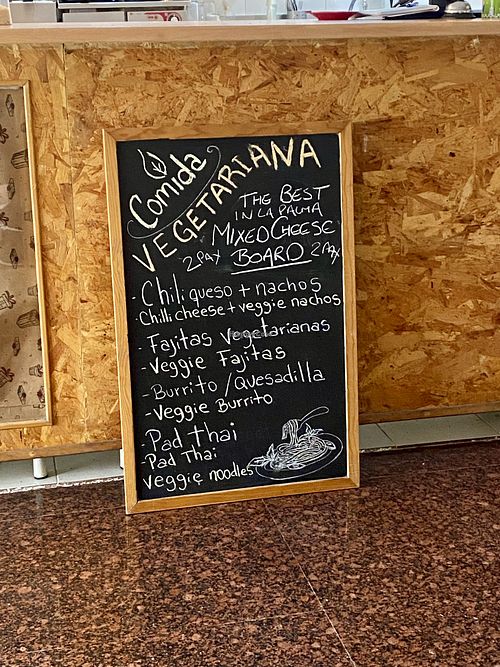 Comida
VEGETARIANA
THE BEST
IN LA PALMA
MIXED CHEESE
2 PAX BOARD 2 PAX
- Chili queso + nachos
- Chilli cheese + veggie nachos
- Fajitas Vegetarianas
- Veggie Fajitas
- Burrito / Quesadilla
- Veggie Burrito
- Pad Thai
- Pad Thai
Veggie noodles